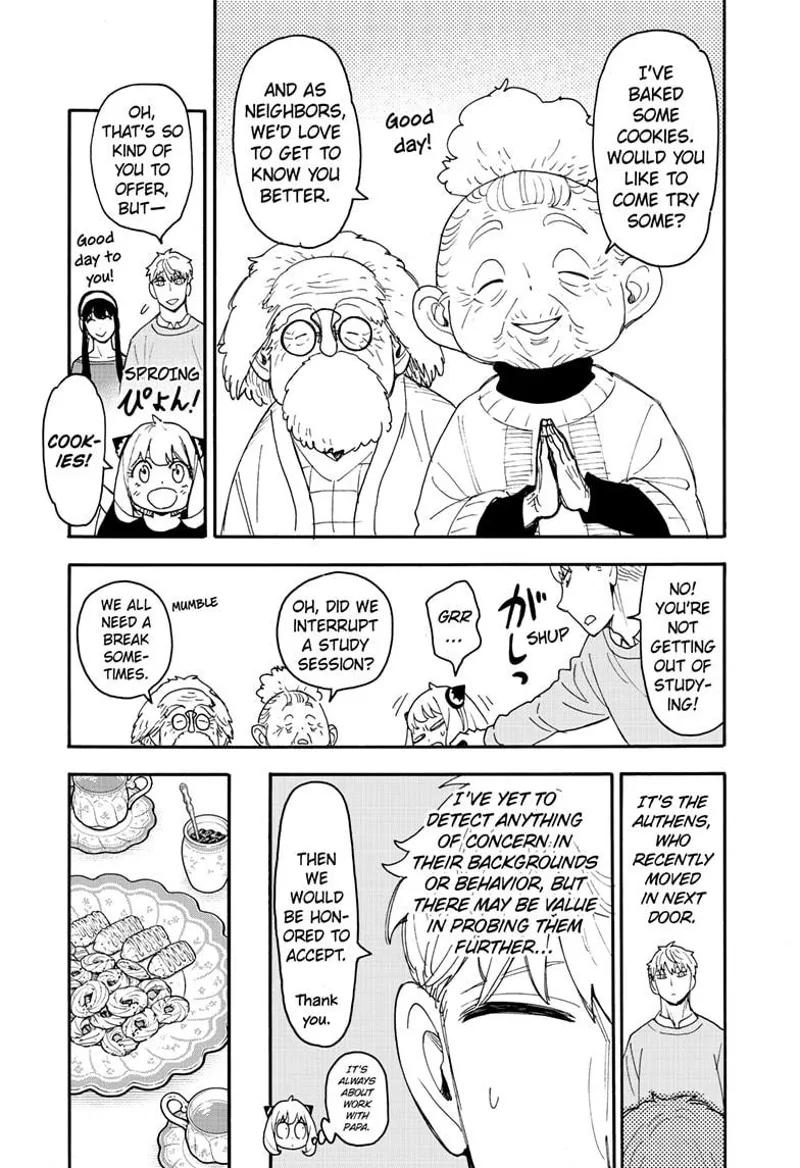 I'VE
BAKED
SOME
COOKIES.
WOULD YOU
LIKE TO
COME TRY
SOME?
Good
day!
AND AS
NEIGHBORS,
WE'D LOVE
TO GET TO
KNOW YOU
BETTER.
OH,
THAT'S SO
KIND OF
YOU TO
OFFER,
BUT—
Good
day to
you!
SPROING
ぴょん!
COOK-
IES!
NO!
YOU'RE
NOT
GETTING
OUT OF
STUDY-
ING!
がしっ
SHUP
GRR
...
OH, DID WE
INTERRUPT
A STUDY
SESSION?
MUMBLE
WE ALL
NEED A
BREAK
SOME-
TIMES.
IT'S THE
AUTHENS,
WHO
RECENTLY
MOVED
IN NEXT
DOOR.
I'VE YET TO
DETECT ANYTHING
OF CONCERN IN
THEIR BACKGROUNDS
OR BEHAVIOR, BUT
THERE MAY BE VALUE
IN PROBING THEM
FURTHER...
THEN
WE
WOULD
BE HON-
ORED TO
ACCEPT.
Thank
you.
IT'S
ALWAYS
ABOUT
WORK
WITH
PAPA.